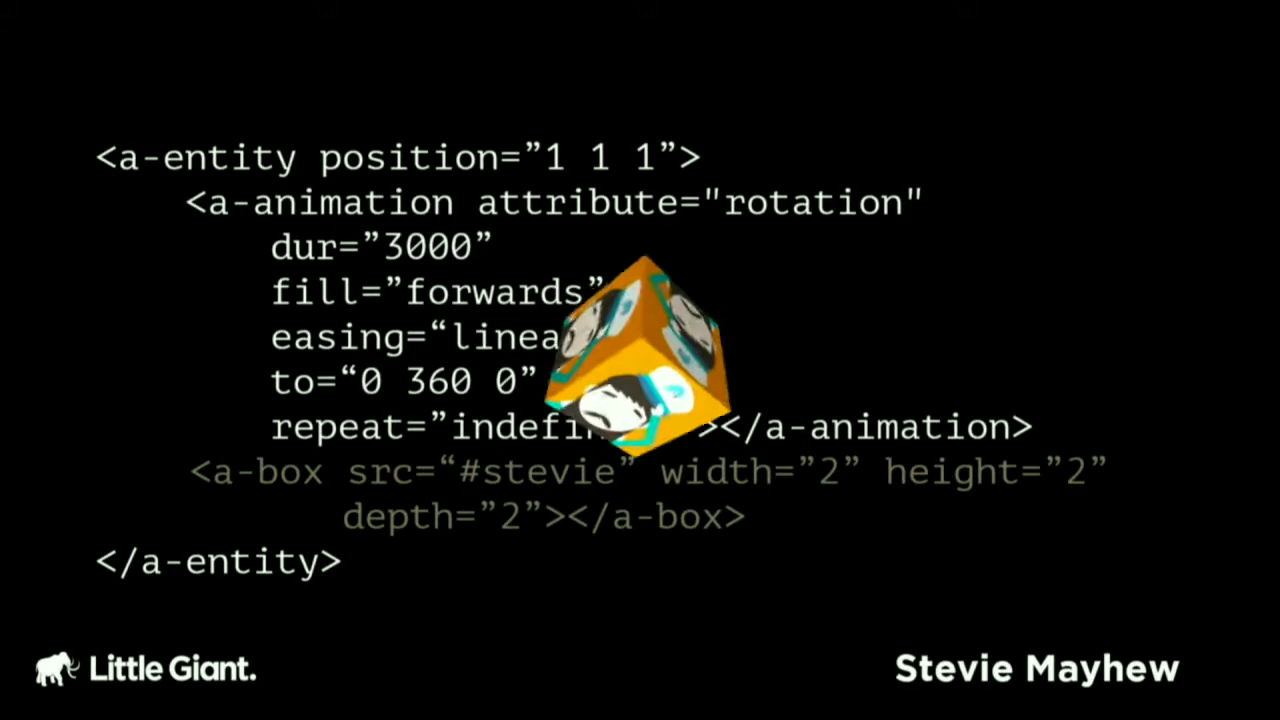 <a-entity position=”1 1 1”>
<a-animation attribute="rotation"
dur=”3000”
fill=”forwards”
easing=“linea
to=“0 360 0”
repeat=”indefin ></a-animation>
<a-box src=“#stevie” width=”2” height=”2”
depth=”2”></a-box>
</a-entity>
Little Giant.
Stevie Mayhew